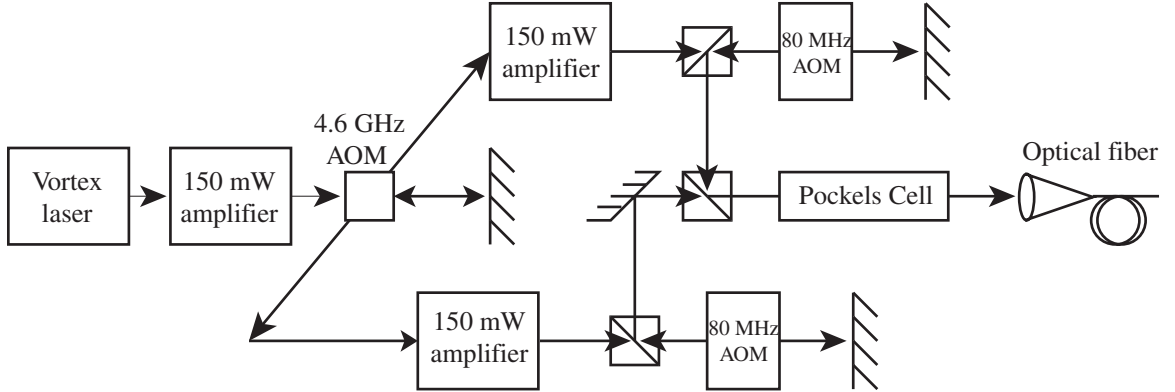 150 mW
amplifier
80 MHz
AOM
4.6 GHz
AOM
Vortex
laser
150 mW
amplifier
Pockels Cell
Optical fiber
150 mW
amplifier
80 MHz
AOM